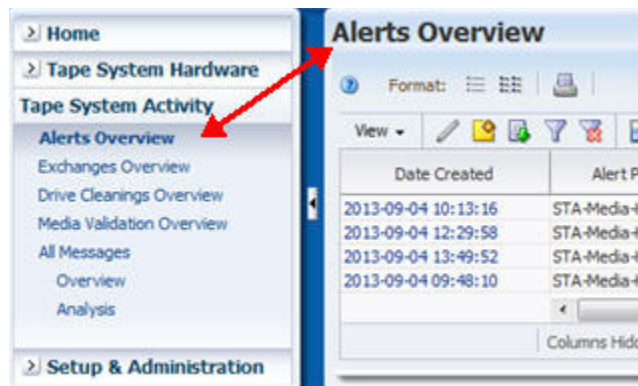 Home
Tape System Hardware
Tape System Activity
Alerts Overview
Exchanges Overview
Drive Cleanings Overview
Media Validation Overview
All Messages
Overview
Analysis
Setup & Administration
Alerts Overview
Format:
View
Date Created
Alert P
2013-09-04 10:13:16 STA-Media-
2013-09-04 12:29:58 STA-Media-
2013-09-04 13:49:52 STA-Media-
2013-09-04 09:48:10 STA-Media-
Columns Hidd